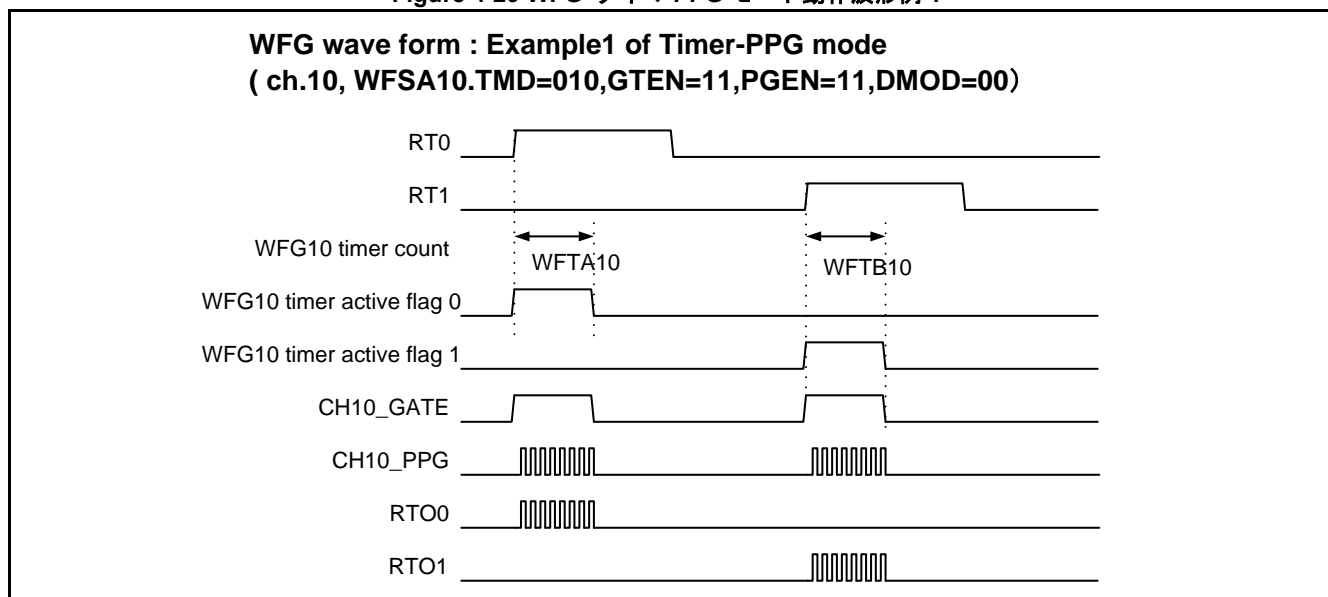 WFG wave form : Example1 of Timer-PPG mode
( ch.10, WFSA10.TMD=010,GTEN=11,PGEN=11,DMOD=00）
RT0
RT1
WFG10 timer count
WFTA10
WFTB10
WFG10 timer active flag 0
WFG10 timer active flag 1
CH10_GATE
CH10_PPG
RTO0
RTO1